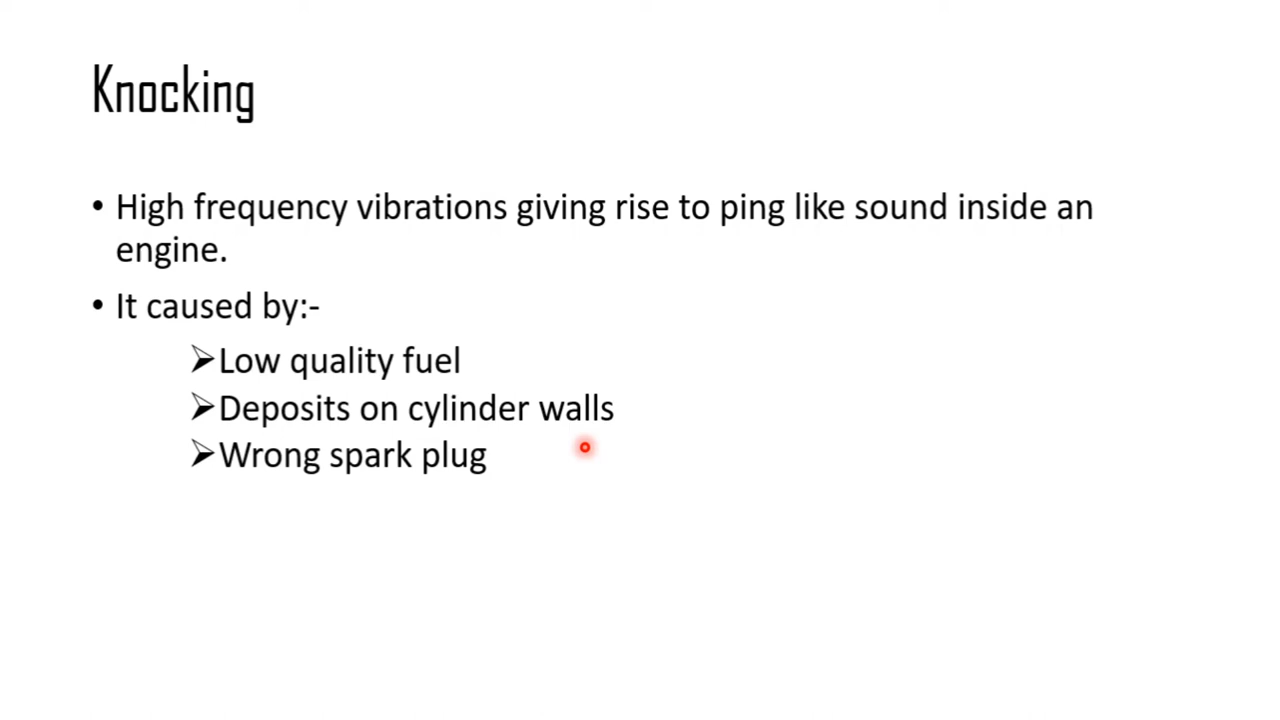 Knocking
• High frequency vibrations giving rise to ping like sound inside an
engine.
• It caused by:-
➢Low quality fuel
➢Deposits on cylinder walls
➢Wrong spark plug